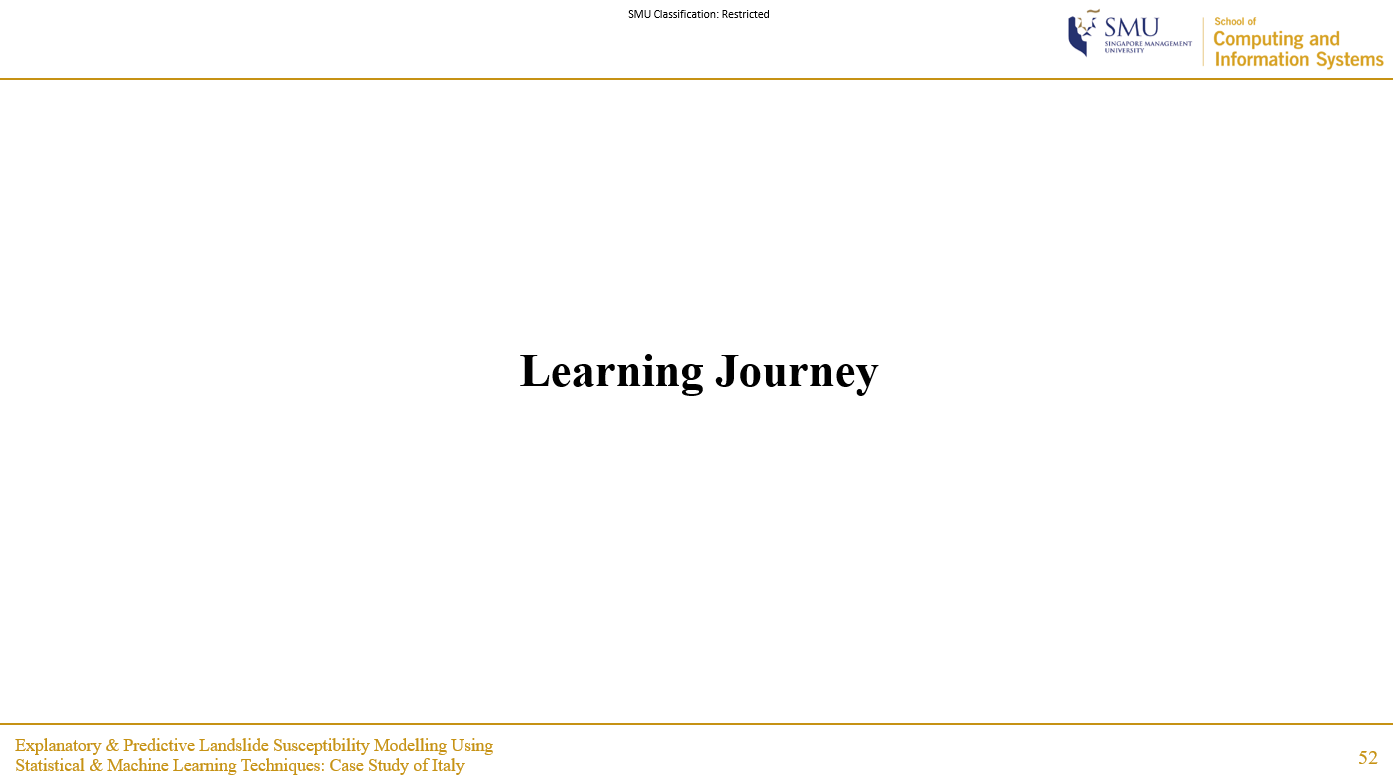 SMU Classification: Restricted
SMU
SINGAPORE MANAGEMENT
UNIVERSITY
School of
Computing and
Information Systems
Learning Journey
Explanatory & Predictive Landslide Susceptibility Modelling Using
Statistical & Machine Learning Techniques: Case Study of Italy
52